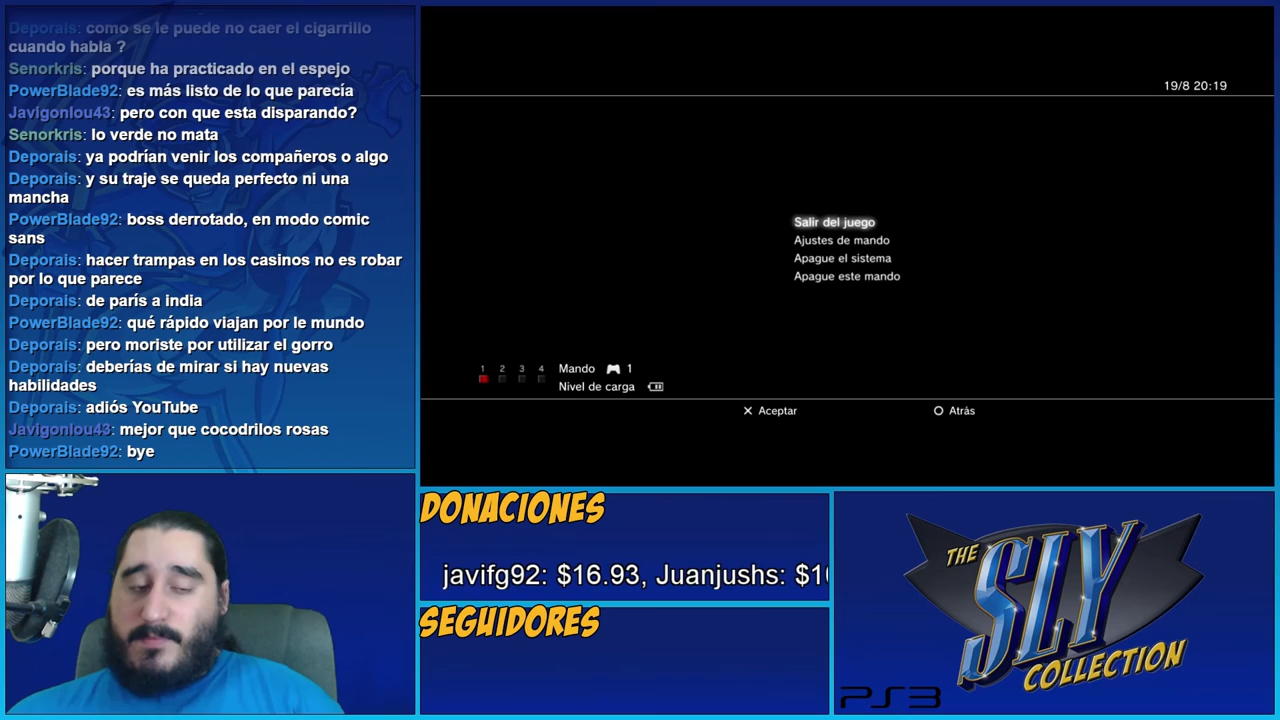 Deporais: como se le puede no caer el cigarrillo
cuando habla ?
Senorkris: porque ha practicado en el espejo
PowerBlade92: es más listo de lo que parecía
Javigonlou43: pero con que esta disparando?
Senorkris: lo verde no mata
Deporais: ya podrían venir los compañeros o algo
Deporais: y su traje se queda perfecto ni una
mancha
PowerBlade92: boss derrotado, en modo comic
sans
Deporais: hacer trampas en los casinos no es robar
por lo que parece
Deporais: de parís a india
PowerBlade92: qué rápido viajan por le mundo
Deporais: pero moriste por utilizar el gorro
Deporais: deberías de mirar si hay nuevas
habilidades
Deporais: adiós YouTube
Javigonlou43: mejor que cocodrilos rosas
PowerBlade92: bye
19/8 20:19
Salir del juego
Ajustes de mando
Apague el sistema
Apague este mando
1 2 3 4 Mando 1
Nivel de carga
Aceptar Atrás
DONACIONES
javifg92: $16.93, Juanjushs: $1
SEGUIDORES
THE
SLY
COLLECTION
PS3